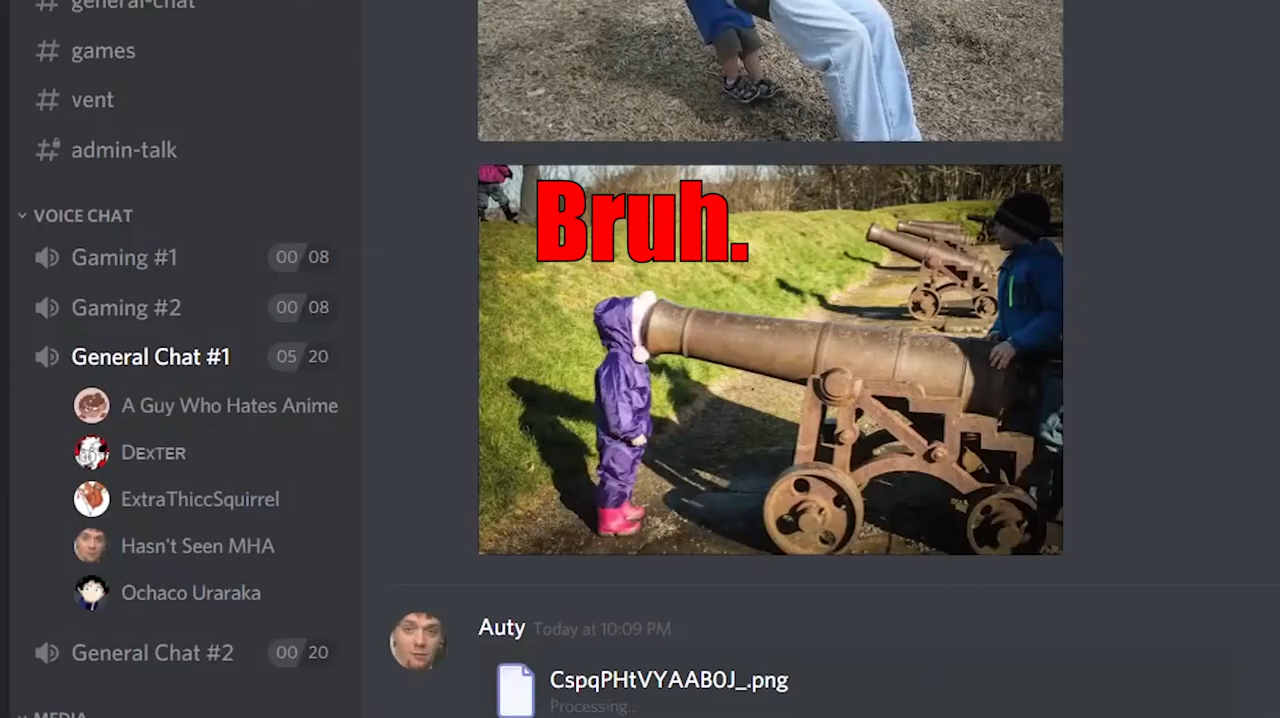 general-chat
games
vent
admin-talk
VOICE CHAT
Gaming #1 00 08
Gaming #2 00 08
General Chat #1 05 20
A Guy Who Hates Anime
Dexter
ExtraThiccSquirrel
Hasn't Seen MHA
Ochaco Uraraka
General Chat #2 00 20
MEDIA
Bruh.
Auty Today at 10:09 PM
CspqPHtVYAAB0J_.png
Processing...